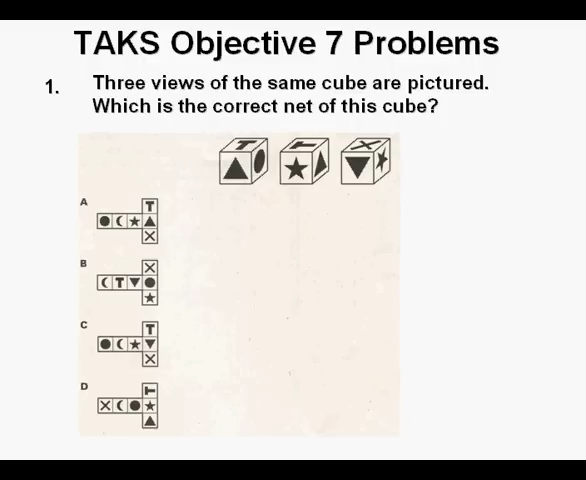 TAKS Objective 7 Problems
1. Three views of the same cube are pictured.
Which is the correct net of this cube?
T T X
A
T
X
B
X
T
C
T
X
D
T
X